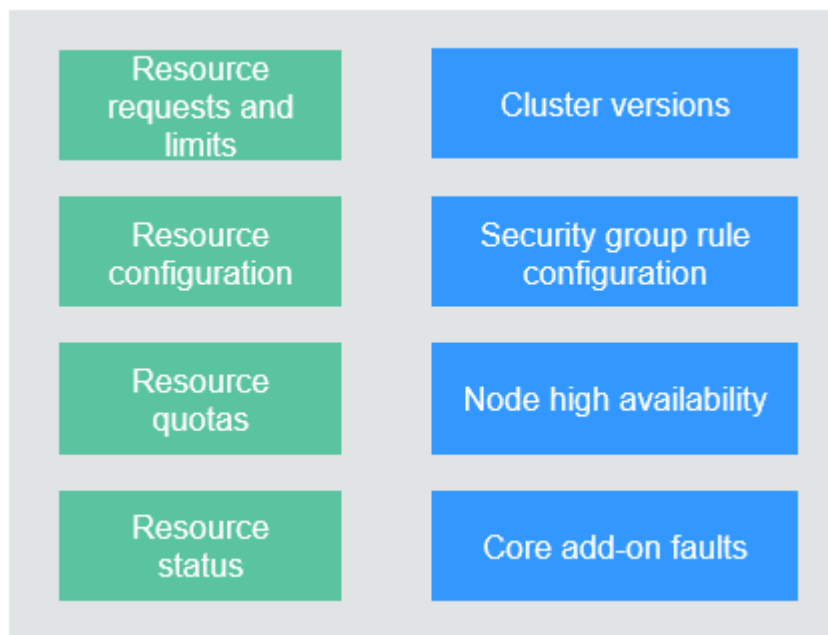 Resource
requests and
limits
Cluster versions
Resource
configuration
Security group rule
configuration
Resource
quotas
Node high availability
Resource
status
Core add-on faults